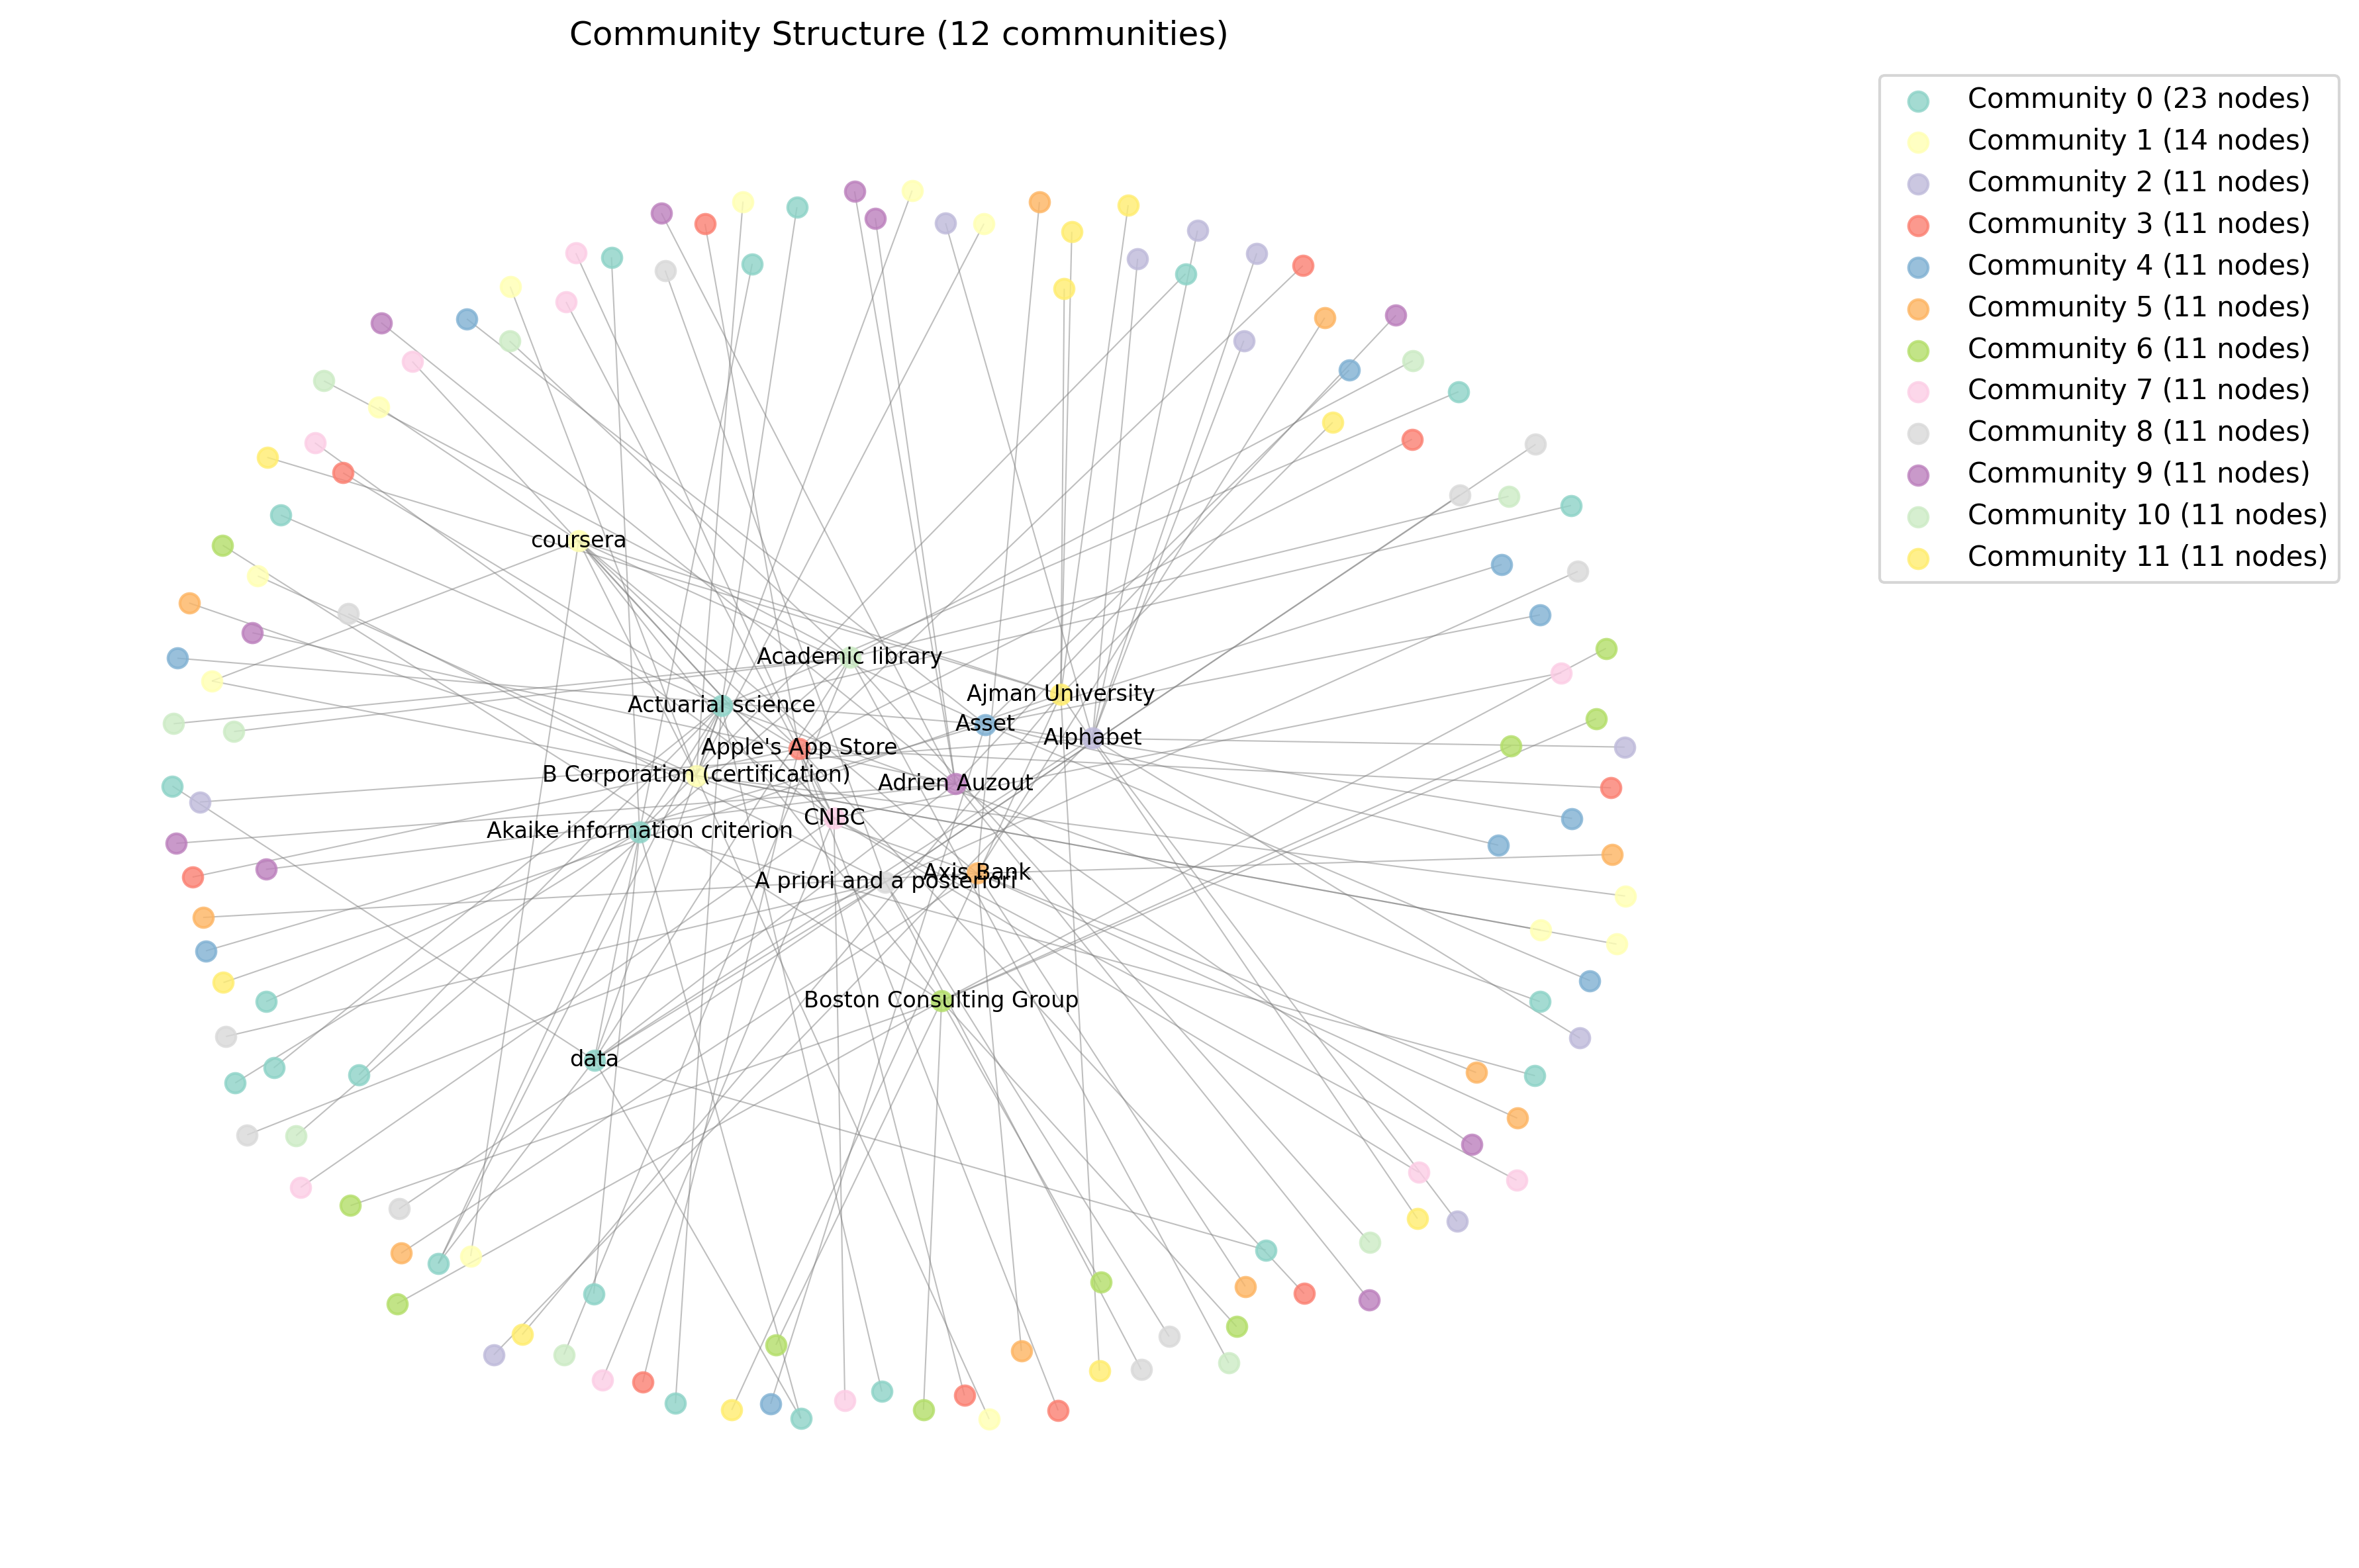 Community Structure (12 communities)
Community 0 (23 nodes)
Community 1 (14 nodes)
Community 2 (11 nodes)
Community 3 (11 nodes)
Community 4 (11 nodes)
Community 5 (11 nodes)
Community 6 (11 nodes)
Community 7 (11 nodes)
Community 8 (11 nodes)
Community 9 (11 nodes)
Community 10 (11 nodes)
Community 11 (11 nodes)
coursera
Academic library
Ajman University
Actuarial science
Asset
Alphabet
Apple's App Store
B Corporation (certification)
Adrien Auzout
CNBC
Akaike information criterion
Axis Bank
A priori and a posteriori
Boston Consulting Group
data